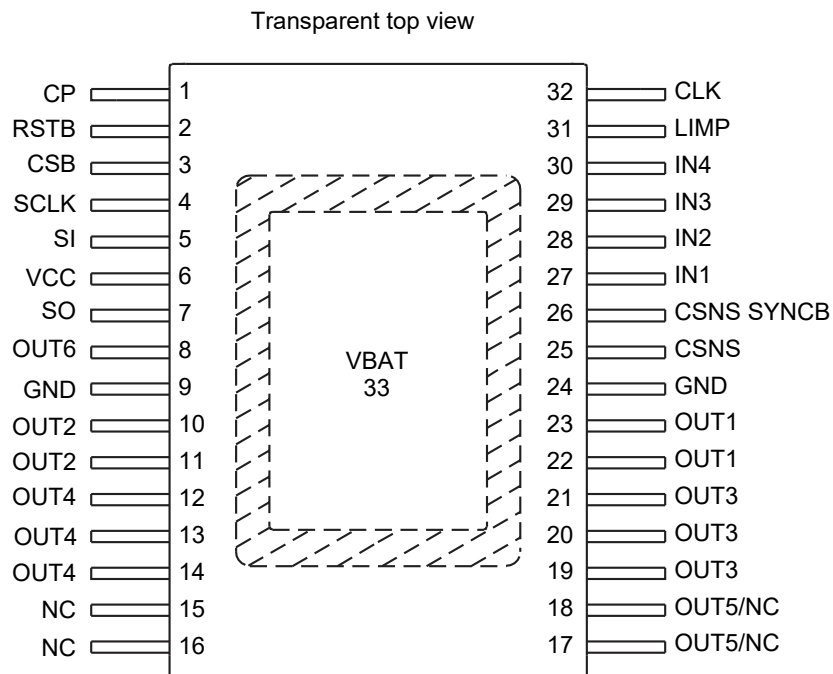 Transparent top view
CP 1 32 CLK
RSTB 2 31 LIMP
CSB 3 30 IN4
SCLK 4 29 IN3
SI 5 28 IN2
VCC 6 27 IN1
SO 7 26 CSNS SYNCB
OUT6 8 25 CSNS
VBAT
33
GND 9 24 GND
OUT2 10 23 OUT1
OUT2 11 22 OUT1
OUT4 12 21 OUT3
OUT4 13 20 OUT3
OUT4 14 19 OUT3
NC 15 18 OUT5/NC
NC 16 17 OUT5/NC